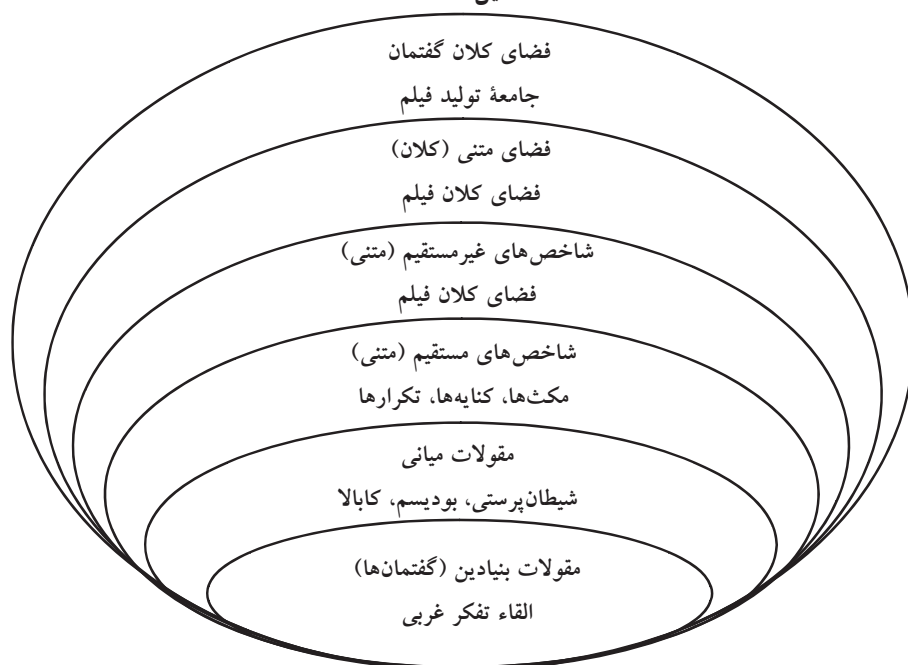 فضای کلان گفتمان
جامعۀ تولید فیلم
فضای متنی (کلان)
فضای کلان فیلم
شاخص‌های غیرمستقیم (متنی)
فضای کلان فیلم
شاخص‌های مستقیم (متنی)
مکث‌ها، کنایه‌ها، تکرارها
مقولات میانی
شیطان‌پرستی، بودیسم، کابالا
مقولات بنیادین (گفتمان‌ها)
القاء تفکر غربی